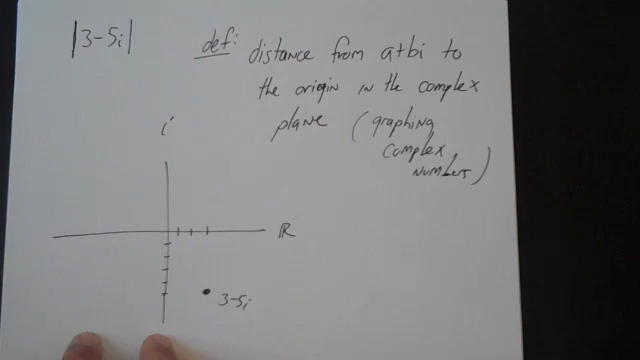 |3-5i|
def: distance from a+bi to
the origin in the complex
plane (graphing
complex
numbers)
i
R
3-5i